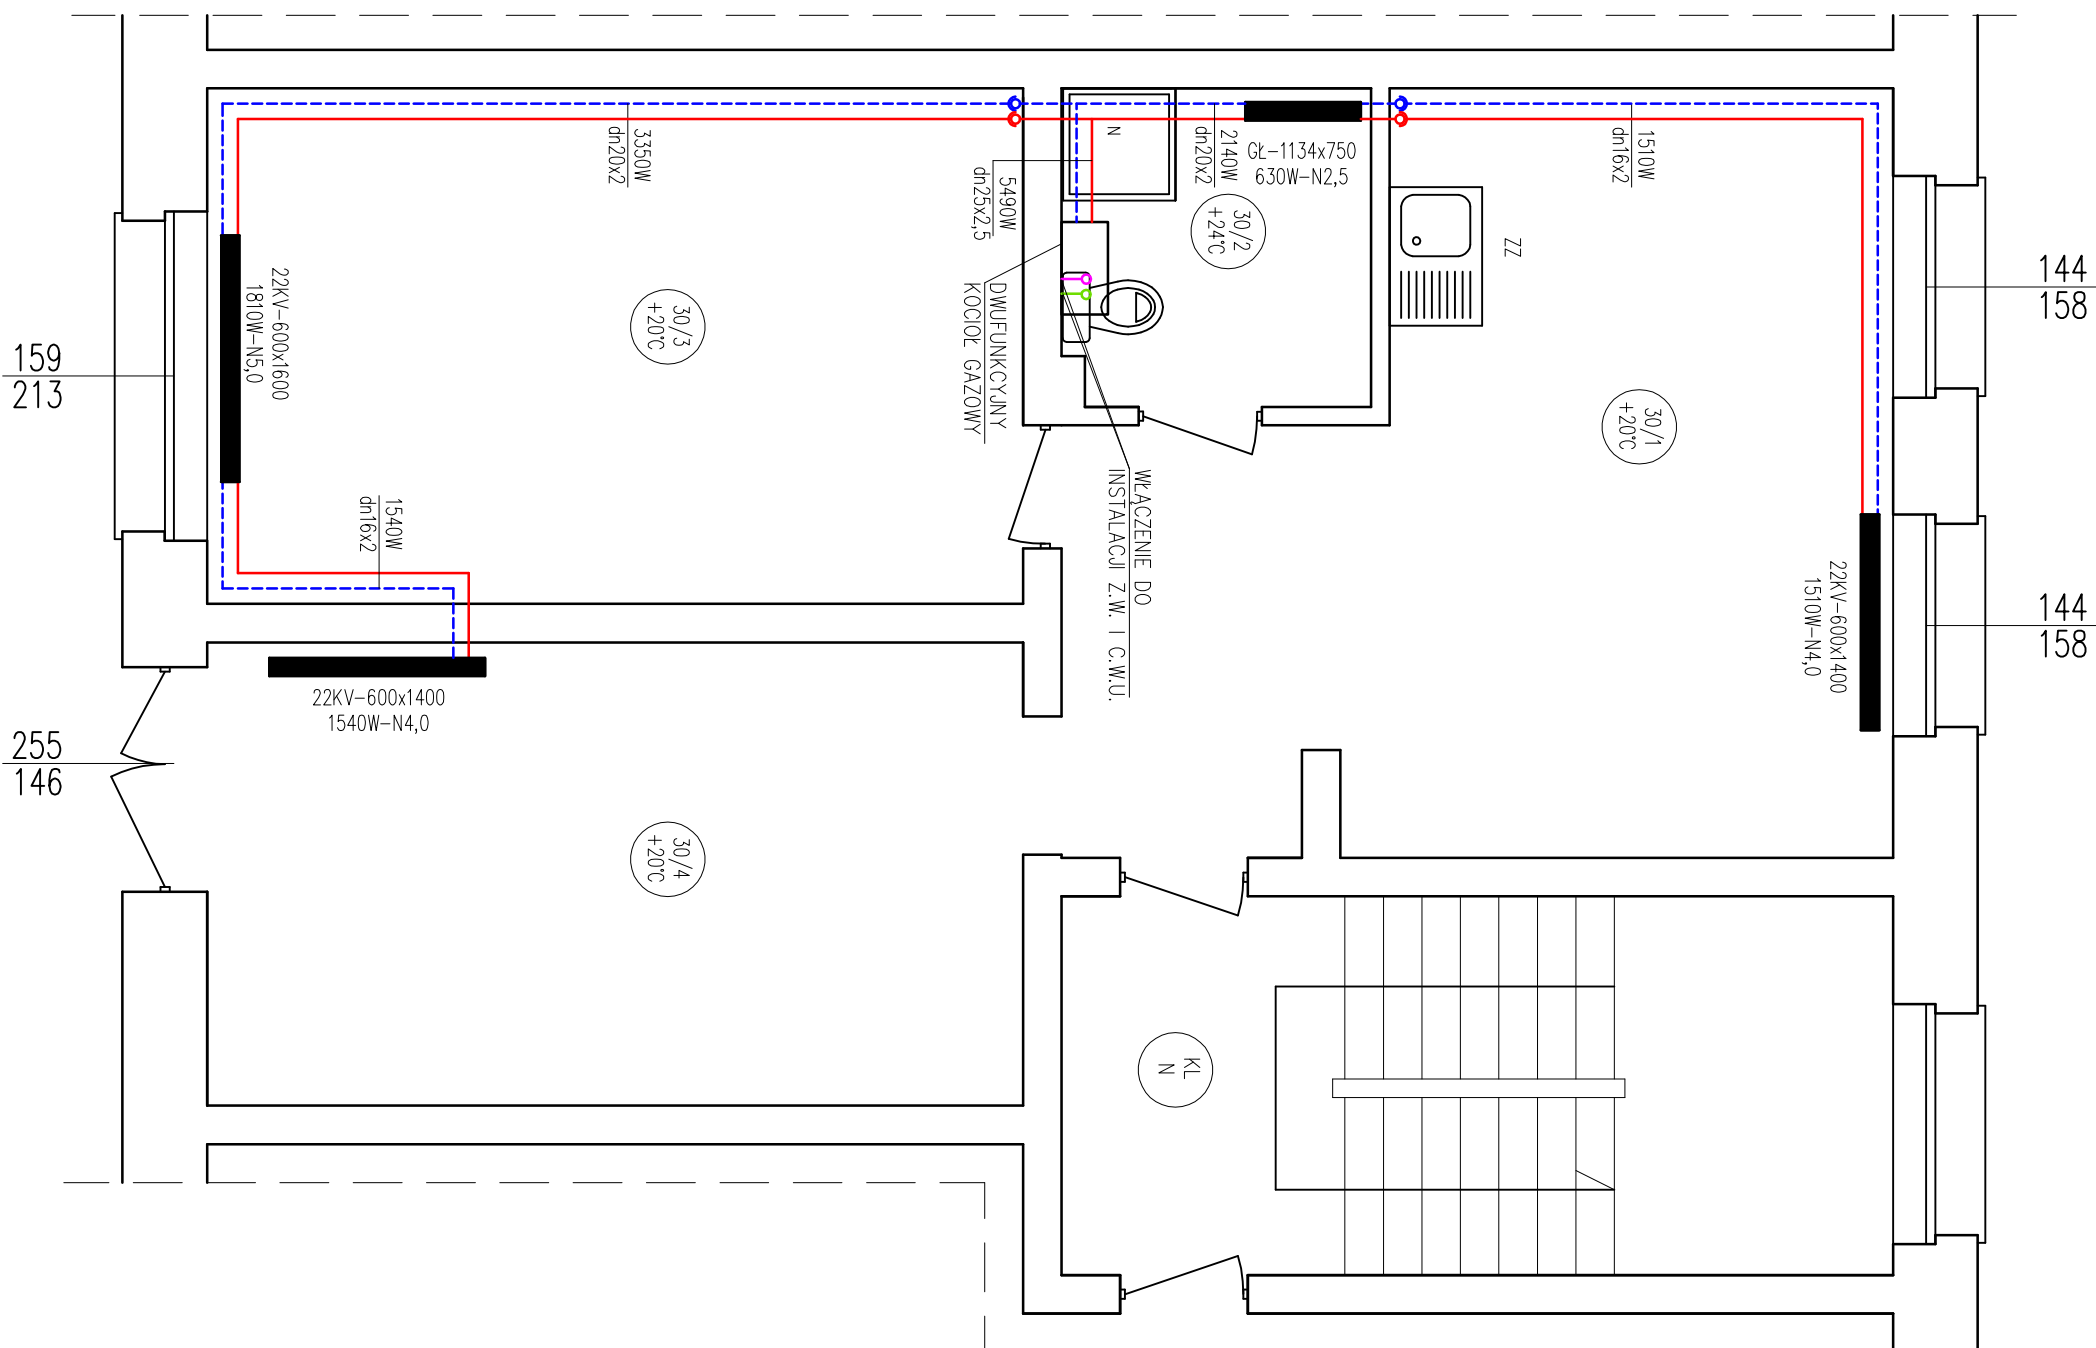 3350W
dn20x2
5490W
dn25x2,5
N
2140W
dn20x2
GŁ-1134x750
630W-N2,5
1510W
dn16x2
30/2
+24°C
ZZ
144
158
22KV-600x1600
1810W-N5,0
30/3
+20°C
DWUFUNKCYJNY
KOCIOŁ GAZOWY
159
213
30/1
+20°C
1540W
dn16x2
WŁĄCZENIE DO
INSTALACJI Z.W. I C.W.U.
22KV-600x1400
1510W-N4,0
144
158
22KV-600x1400
1540W-N4,0
255
146
30/4
+20°C
KL
N